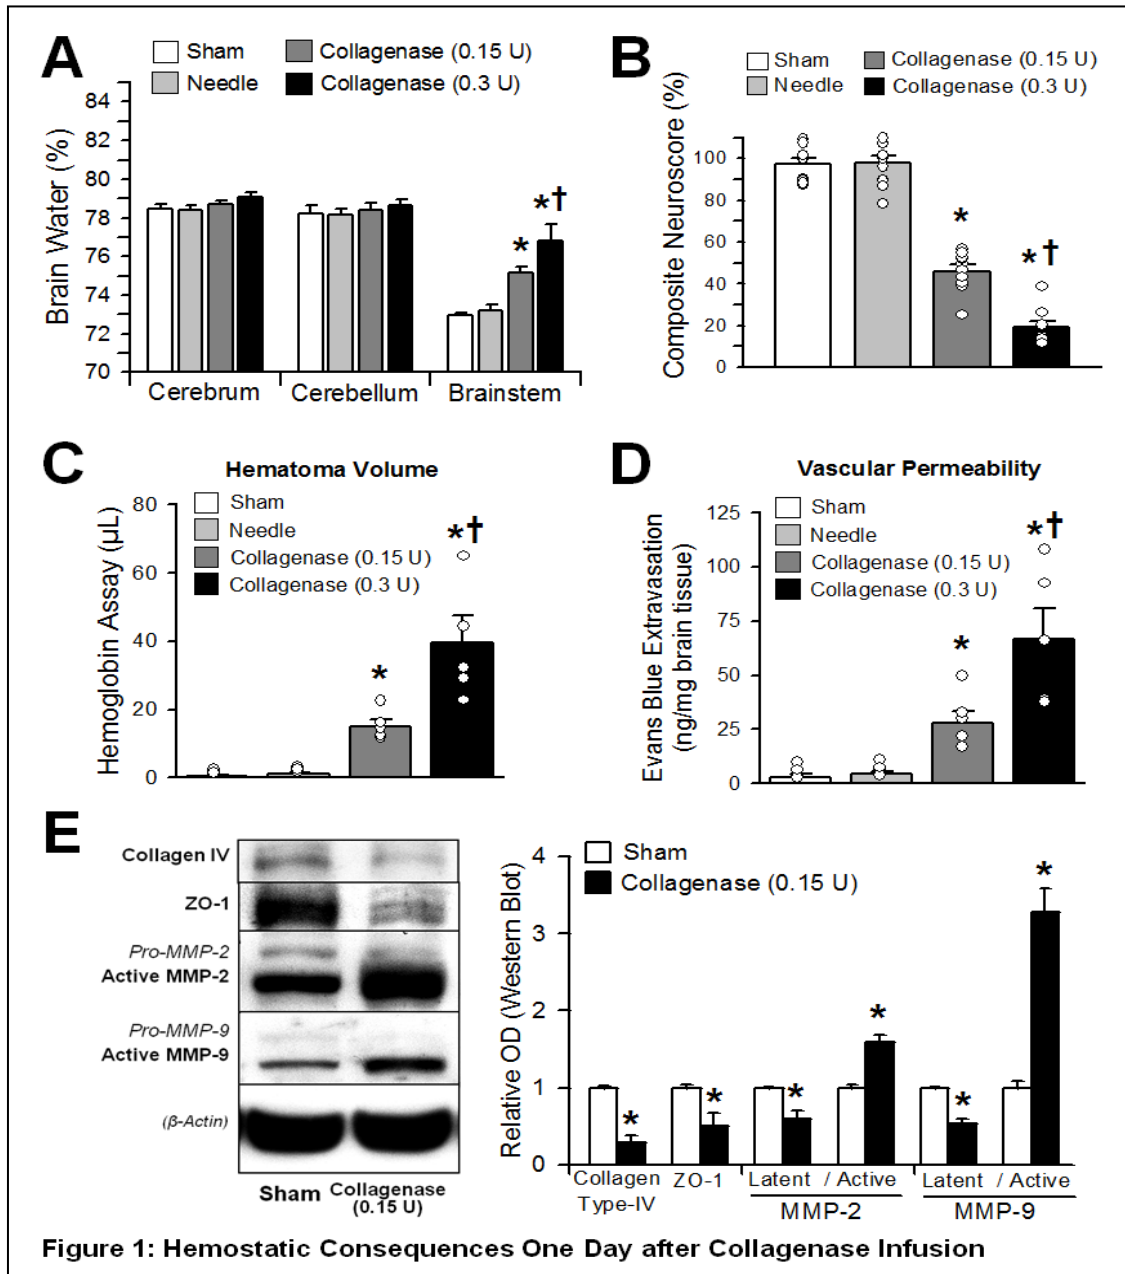 A
Sham
Needle
Collagenase (0.15 U)
Collagenase (0.3 U)
Brain Water (%)
84
82
80
79
78
76
75
73
72
70
Cerebrum
Cerebellum
Brainstem
*
*†
B
Sham
Needle
Collagenase (0.15 U)
Collagenase (0.3 U)
Composite Neuroscore (%)
100
80
60
40
20
0
*
*†
C
Hematoma Volume
Sham
Needle
Collagenase (0.15 U)
Collagenase (0.3 U)
Hemoglobin Assay (µL)
80
60
40
20
0
*
*†
D
Vascular Permeability
Sham
Needle
Collagenase (0.15 U)
Collagenase (0.3 U)
Evans Blue Extravasation
(ng/mg brain tissue)
125
100
75
50
25
0
*
*†
E
Collagen IV
ZO-1
Pro-MMP-2
Active MMP-2
Pro-MMP-9
Active MMP-9
(β-Actin)
Sham
Collagenase
(0.15 U)
Sham
Collagenase (0.15 U)
Relative OD (Western Blot)
4
3
2
1
0
*
*
*
*
*
*
Collagen
Type-IV
ZO-1
Latent / Active
MMP-2
Latent / Active
MMP-9
Figure 1: Hemostatic Consequences One Day after Collagenase Infusion